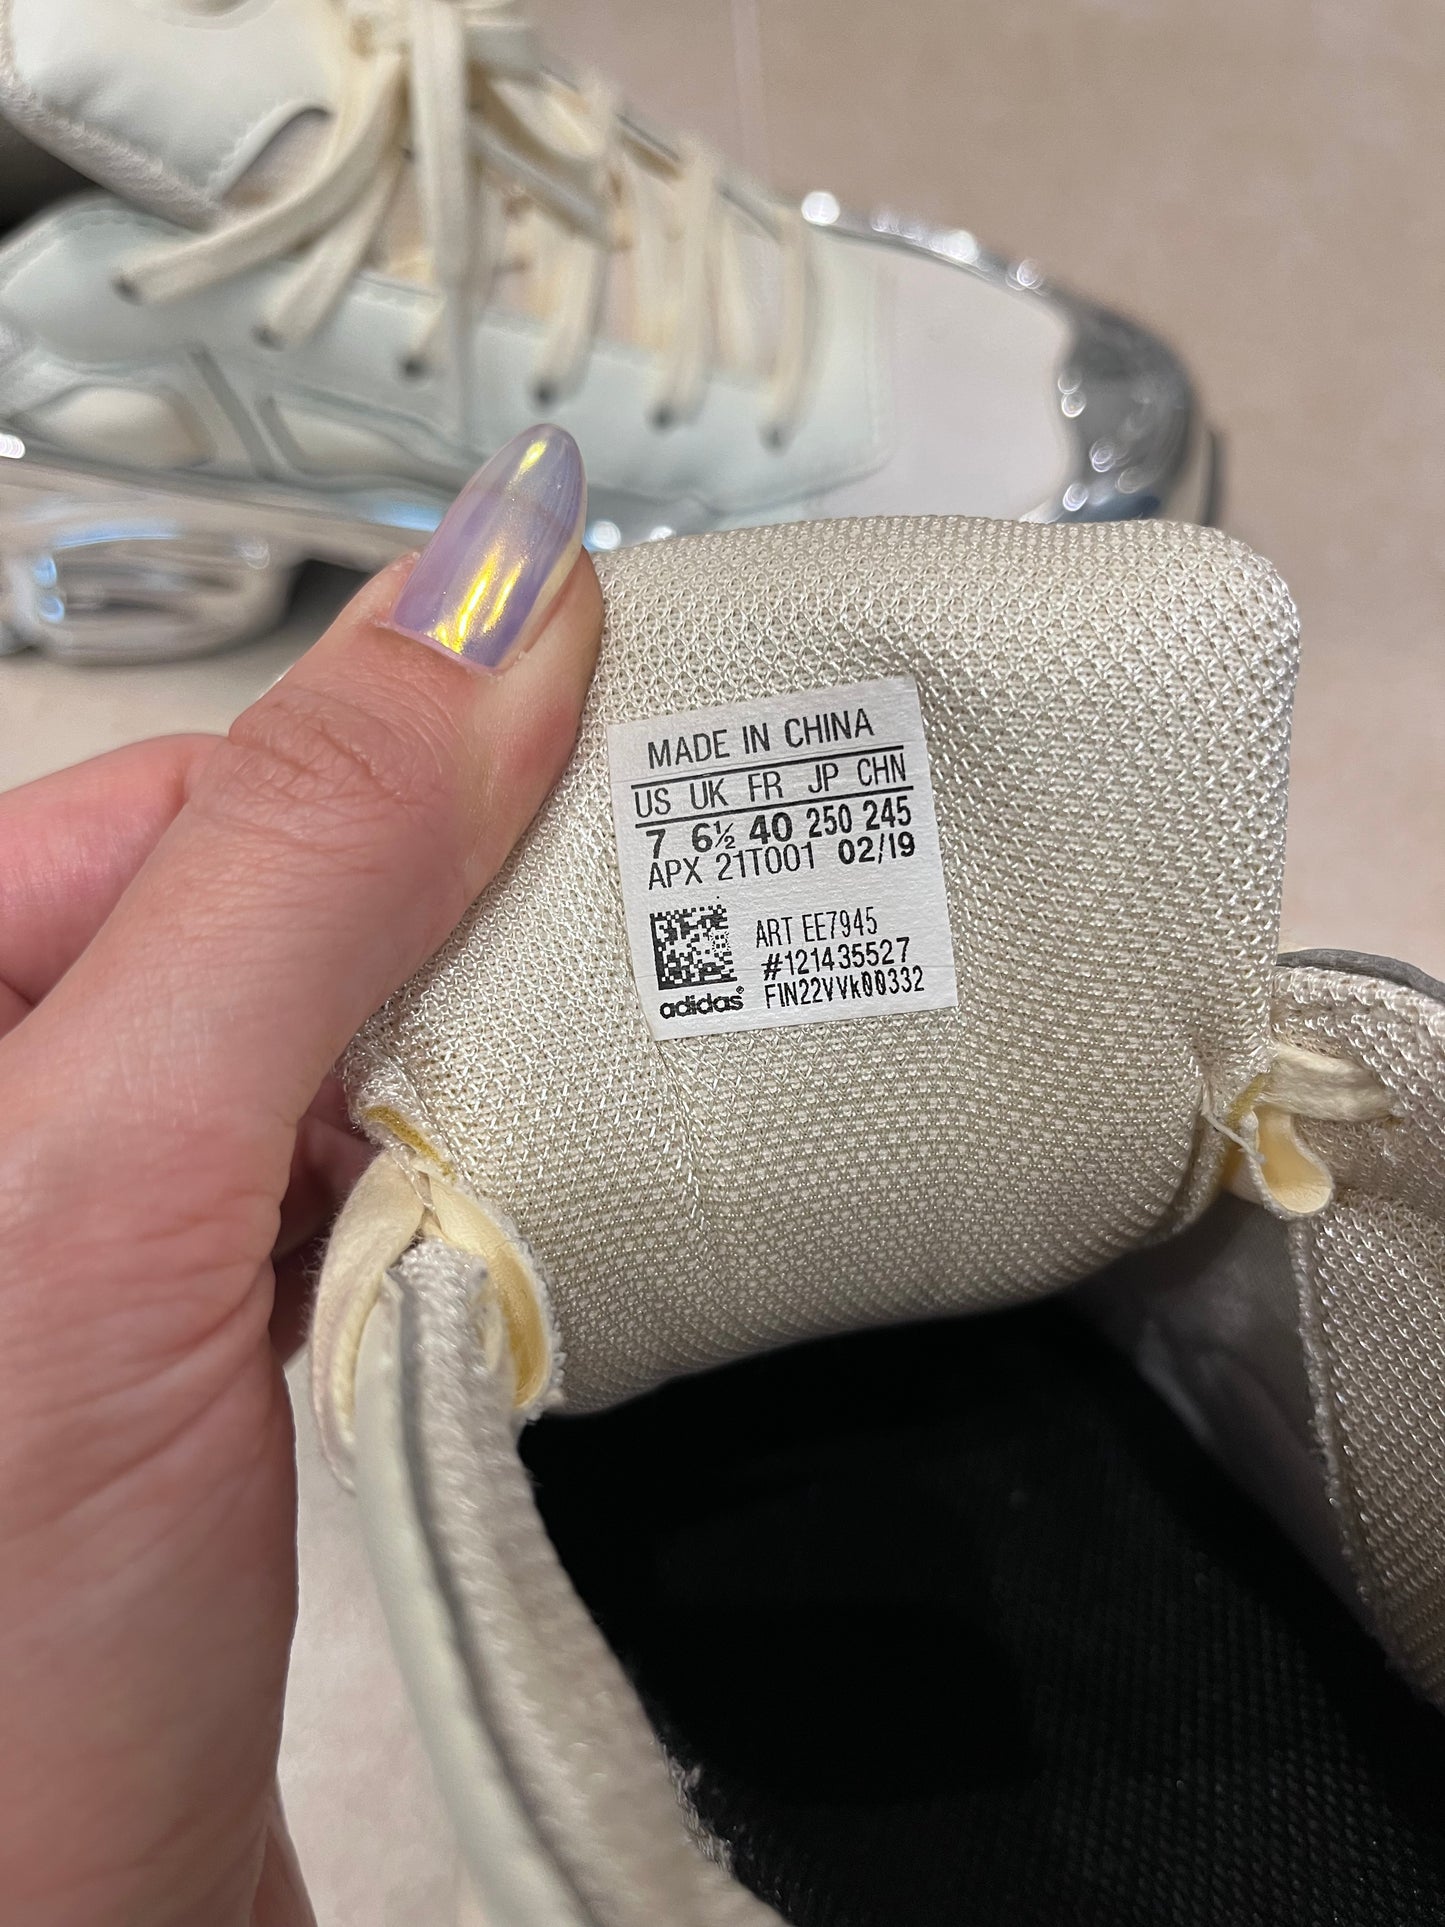 MADE IN CHINA
US UK FR JP CHN
7 6½ 40 250 245
APX 21T001 02/19
ART EE7945
#121435527
adidas® FIN22VVk00332